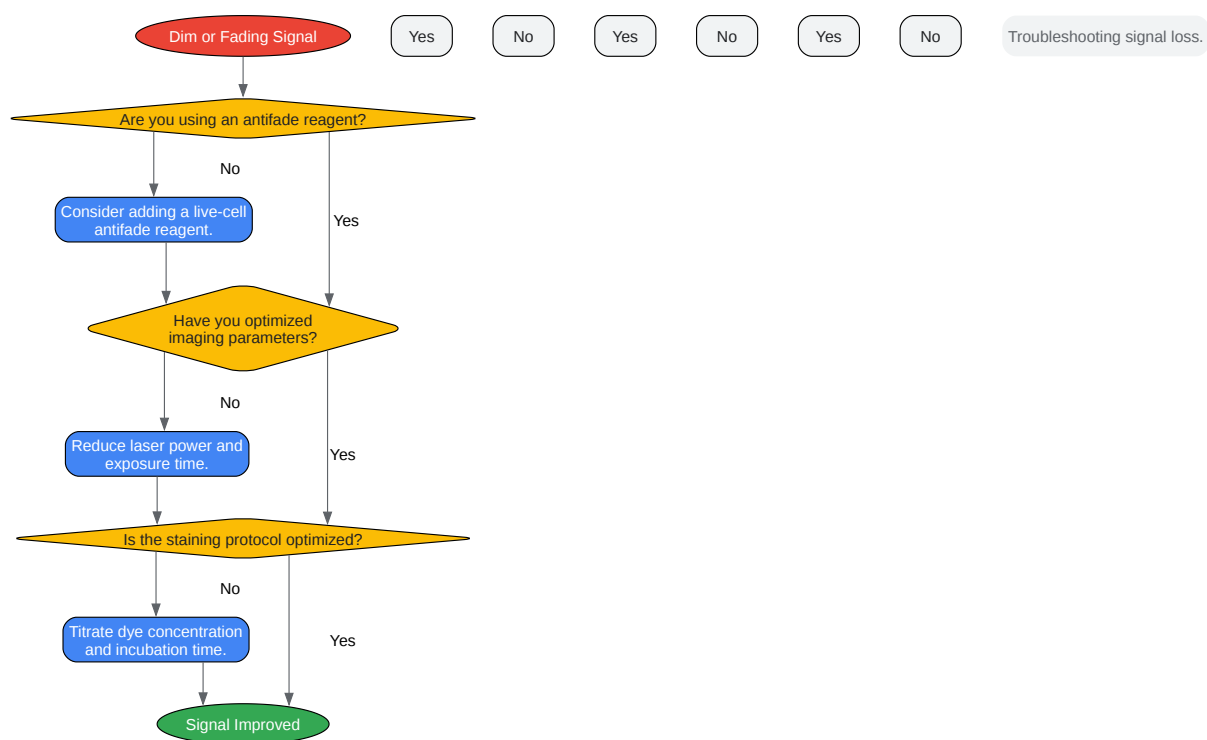 Dim or Fading Signal
Yes
No
Yes
No
Yes
No
Troubleshooting signal loss.
Are you using an antifade reagent?
No
Consider adding a live-cell
antifade reagent.
Yes
Have you optimized
imaging parameters?
No
Reduce laser power and
exposure time.
Yes
Is the staining protocol optimized?
No
Titrate dye concentration
and incubation time.
Yes
Signal Improved